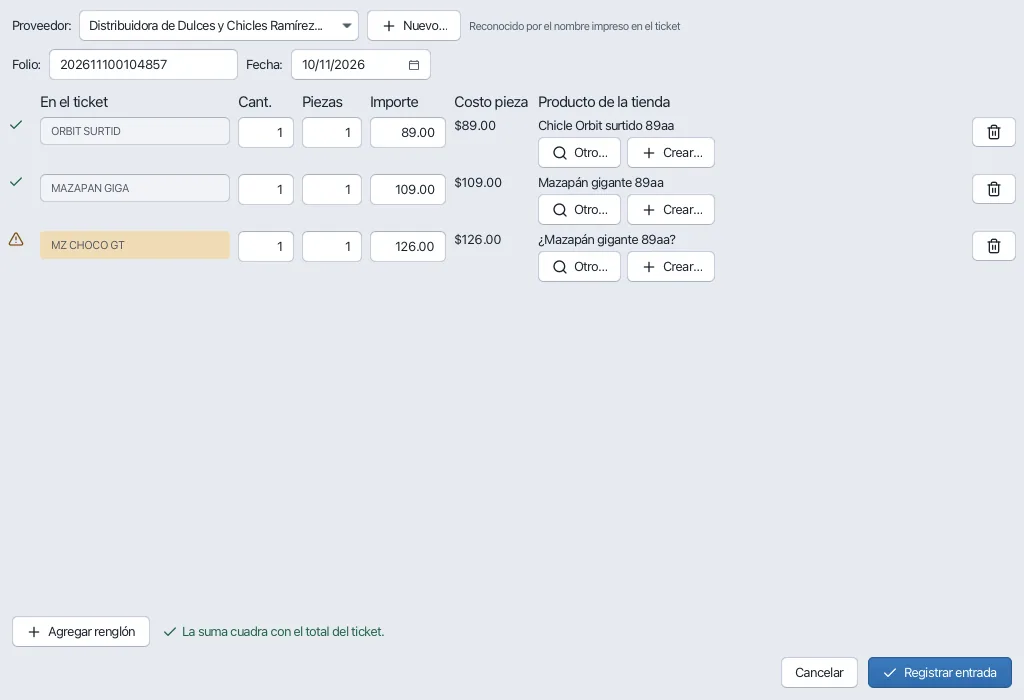 Proveedor: Distribuidora de Dulces y Chicles Ramírez... Nuevo... Reconocido por el nombre impreso en el ticket
Folio: 202611100104857 Fecha: 10/11/2026
En el ticket Cant. Piezas Importe Costo pieza Producto de la tienda
ORBIT SURTID 1 1 89.00 $89.00 Chicle Orbit surtido 89aa
Otro... Crear...
MAZAPAN GIGA 1 1 109.00 $109.00 Mazapán gigante 89aa
Otro... Crear...
MZ CHOCO GT 1 1 126.00 $126.00 ¿Mazapán gigante 89aa?
Otro... Crear...
Agregar renglón La suma cuadra con el total del ticket.
Cancelar Registrar entrada